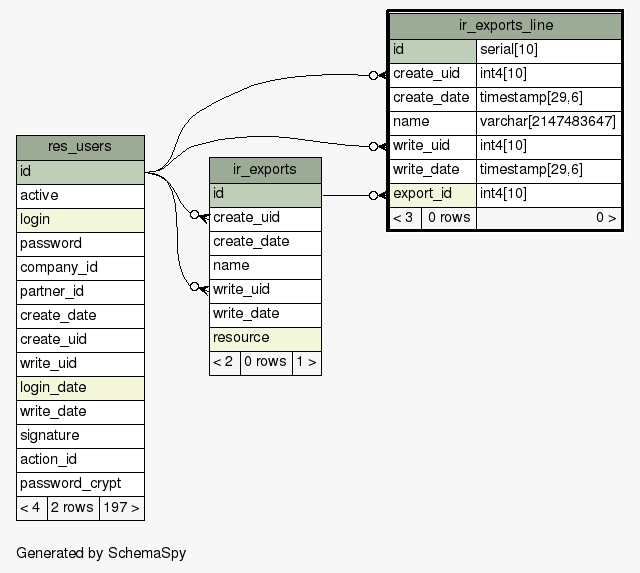 ir_exports_line
id serial[10]
create_uid int4[10]
create_date timestamp[29,6]
name varchar[2147483647]
write_uid int4[10]
write_date timestamp[29,6]
export_id int4[10]
< 3 0 rows 0 >
res_users
id
active
login
password
company_id
partner_id
create_date
create_uid
write_uid
login_date
write_date
signature
action_id
password_crypt
< 4 2 rows 197 >
ir_exports
id
create_uid
create_date
name
write_uid
write_date
resource
< 2 0 rows 1 >
Generated by SchemaSpy